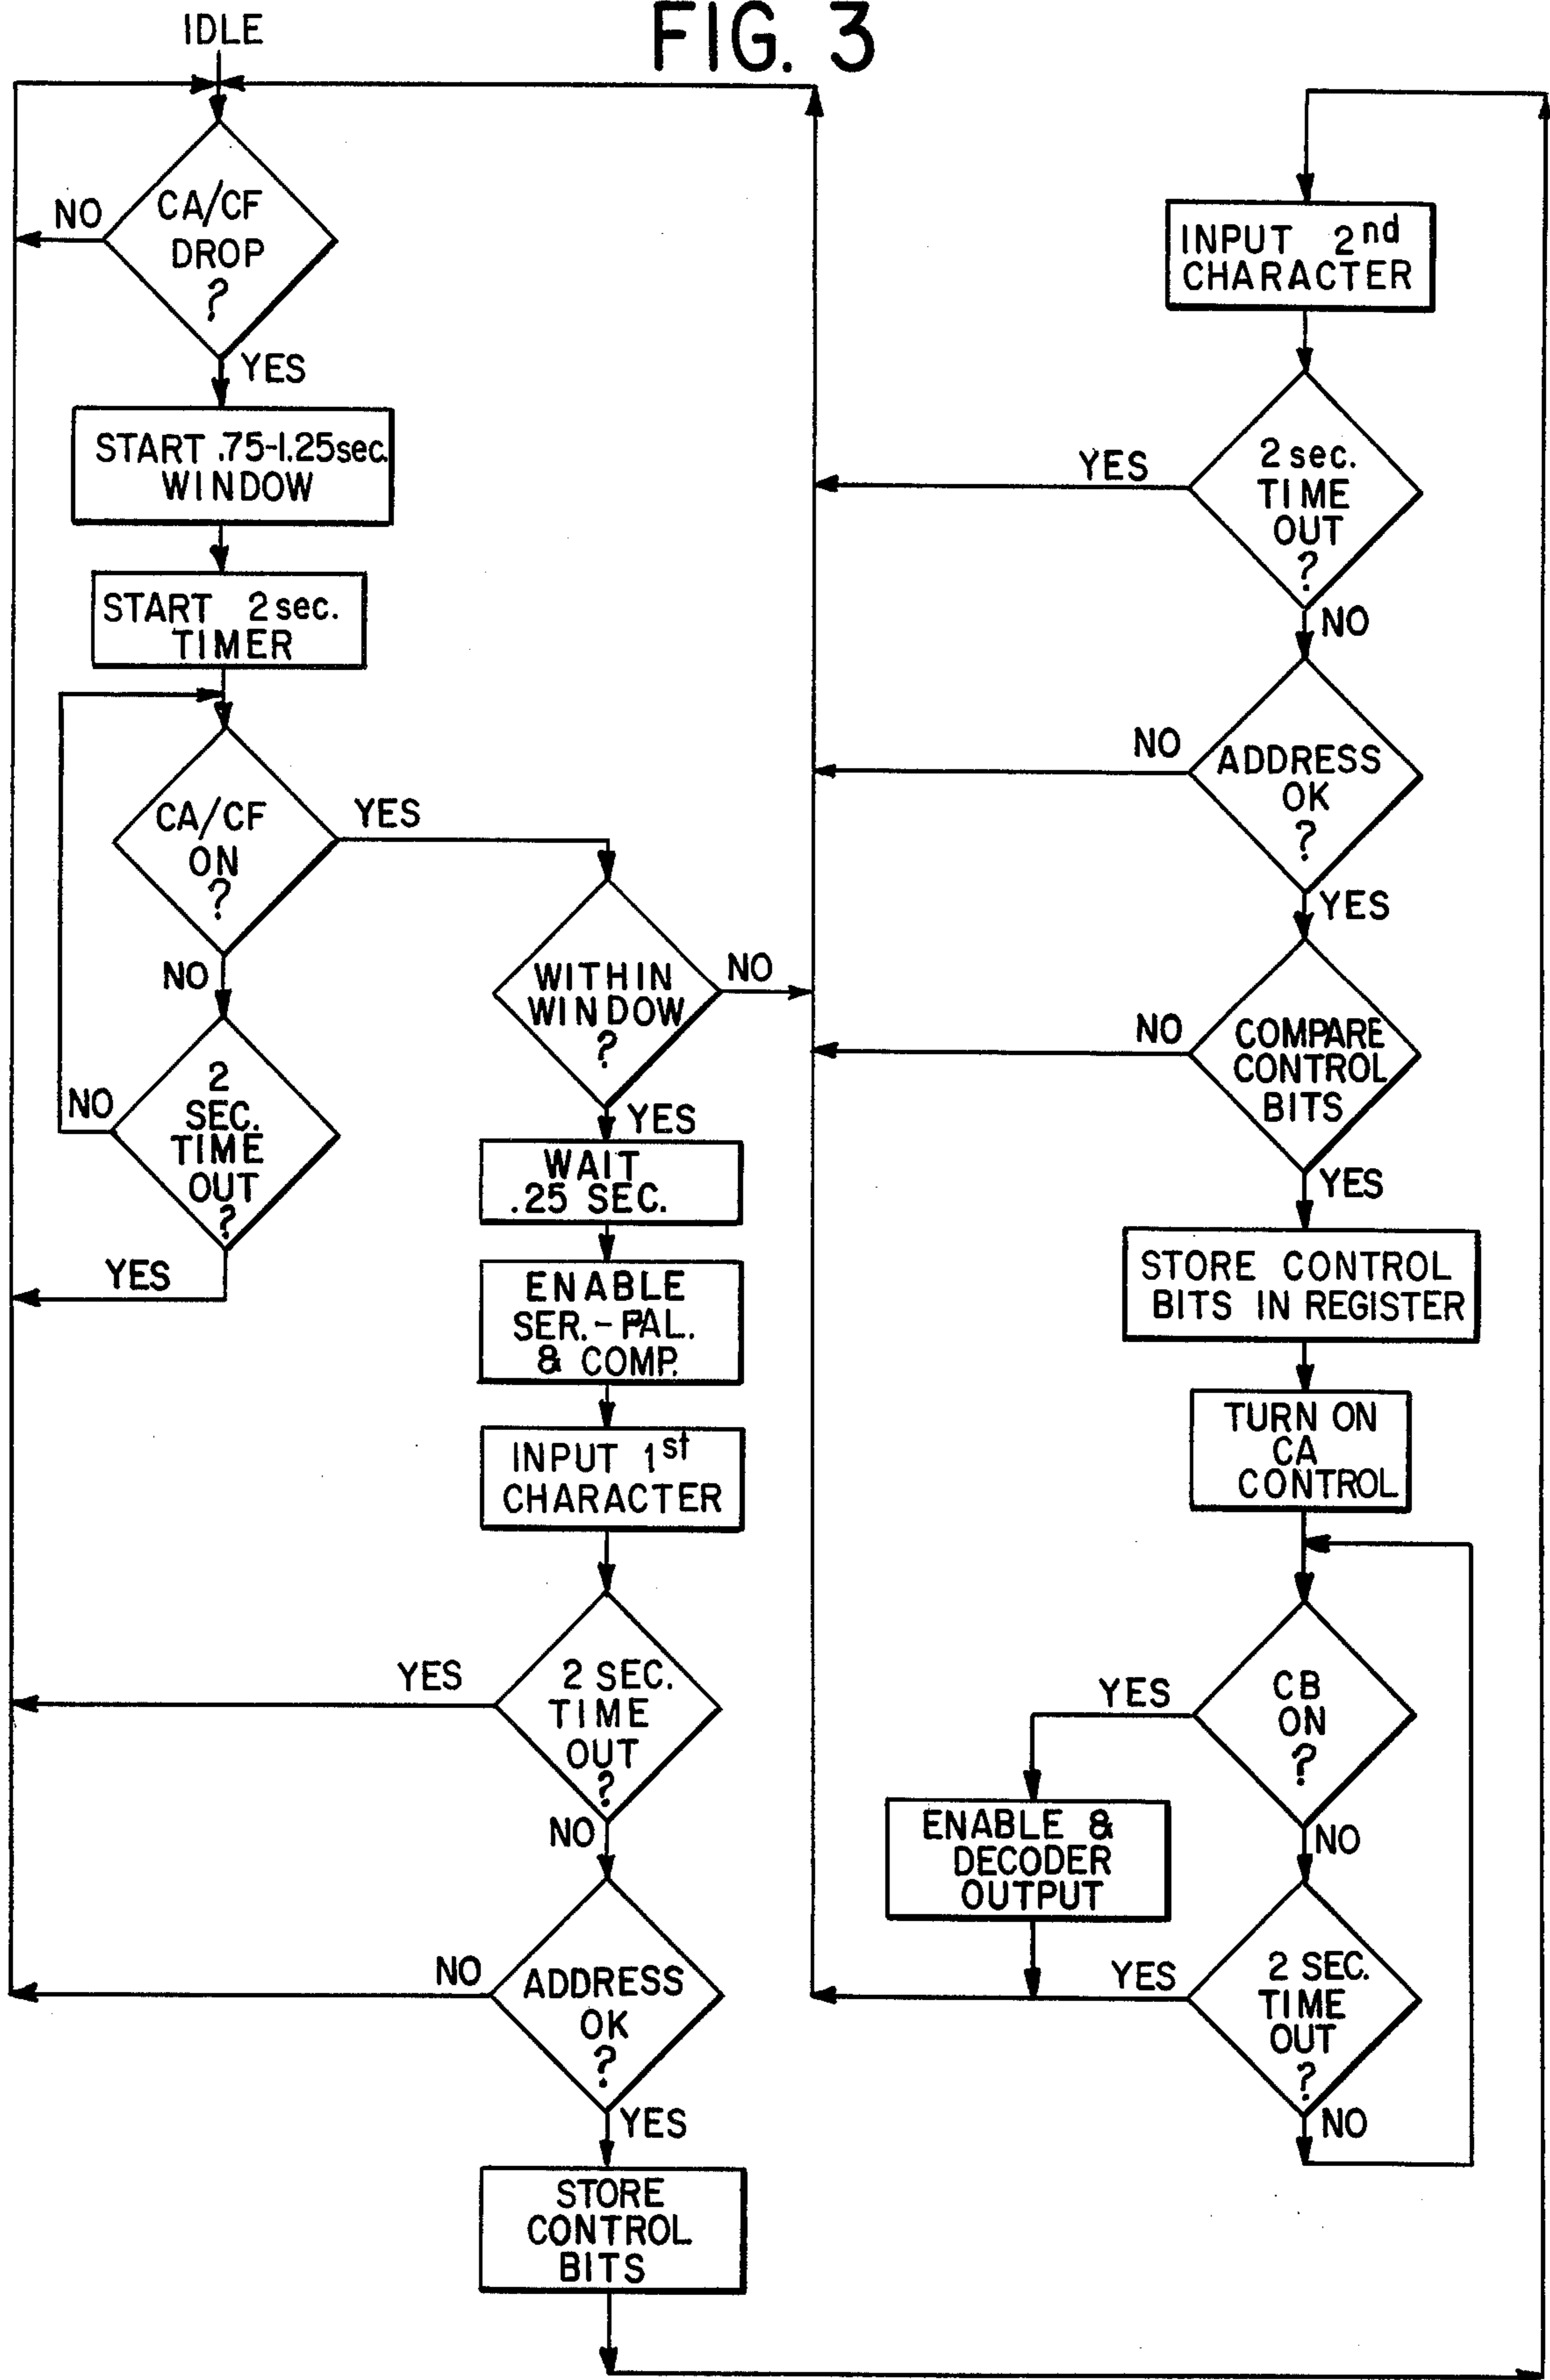 FIG. 3
IDLE
CA/CF
DROP
?
NO
YES
START .75-1.25sec.
WINDOW
START 2 sec.
TIMER
CA/CF
ON
?
YES
NO
2
SEC.
TIME
OUT
?
NO
YES
WITHIN
WINDOW
?
NO
YES
WAIT
.25 SEC.
ENABLE
SER.-PAL.
& COMP.
INPUT 1st
CHARACTER
2 SEC.
TIME
OUT
?
YES
NO
ADDRESS
OK
?
NO
YES
STORE
CONTROL
BITS
INPUT 2nd
CHARACTER
2 sec.
TIME
OUT
?
YES
NO
ADDRESS
OK
?
NO
YES
COMPARE
CONTROL
BITS
NO
YES
STORE CONTROL
BITS IN REGISTER
TURN ON
CA
CONTROL
CB
ON
?
YES
NO
ENABLE &
DECODER
OUTPUT
2 SEC.
TIME
OUT
?
YES
NO